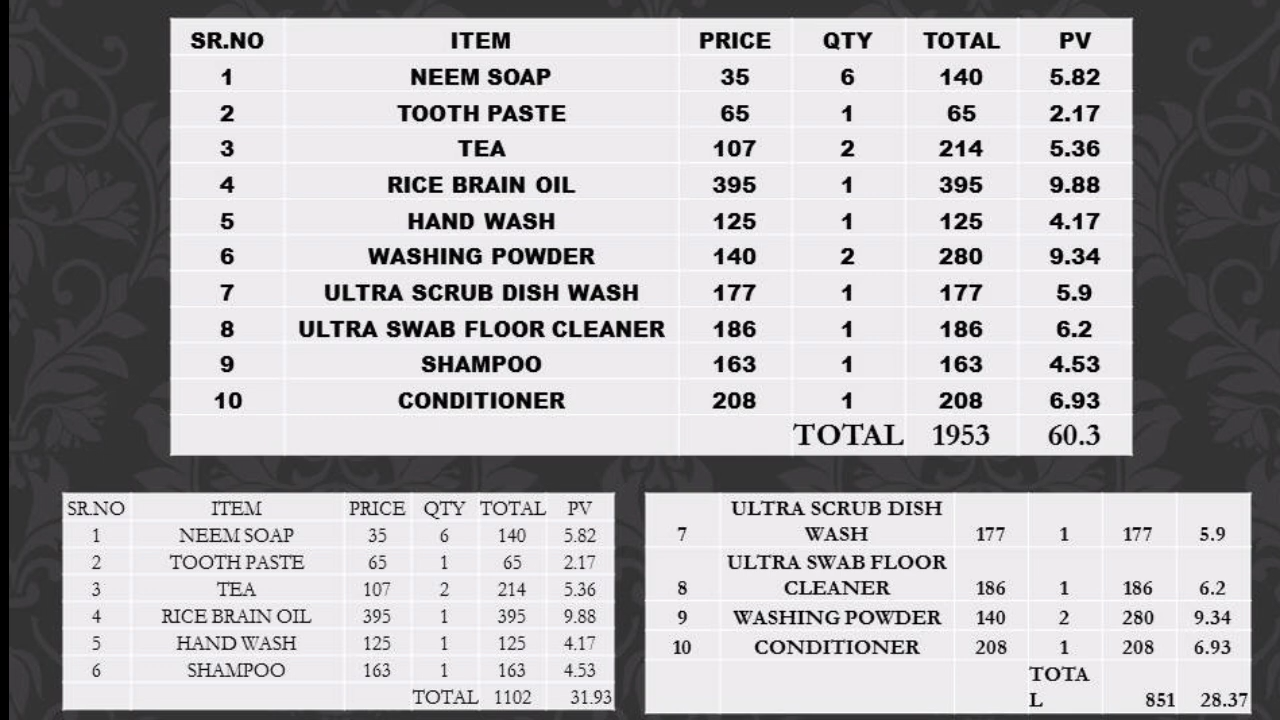 SR.NO ITEM PRICE QTY TOTAL PV
1 NEEM SOAP 35 6 140 5.82
2 TOOTH PASTE 65 1 65 2.17
3 TEA 107 2 214 5.36
4 RICE BRAIN OIL 395 1 395 9.88
5 HAND WASH 125 1 125 4.17
6 WASHING POWDER 140 2 280 9.34
7 ULTRA SCRUB DISH WASH 177 1 177 5.9
8 ULTRA SWAB FLOOR CLEANER 186 1 186 6.2
9 SHAMPOO 163 1 163 4.53
10 CONDITIONER 208 1 208 6.93
TOTAL 1953 60.3
SR.NO ITEM PRICE QTY TOTAL PV
1 NEEM SOAP 35 6 140 5.82
2 TOOTH PASTE 65 1 65 2.17
3 TEA 107 2 214 5.36
4 RICE BRAIN OIL 395 1 395 9.88
5 HAND WASH 125 1 125 4.17
6 SHAMPOO 163 1 163 4.53
TOTAL 1102 31.93
ULTRA SCRUB DISH
7 WASH 177 1 177 5.9
ULTRA SWAB FLOOR
8 CLEANER 186 1 186 6.2
9 WASHING POWDER 140 2 280 9.34
10 CONDITIONER 208 1 208 6.93
TOTA
L 851 28.37